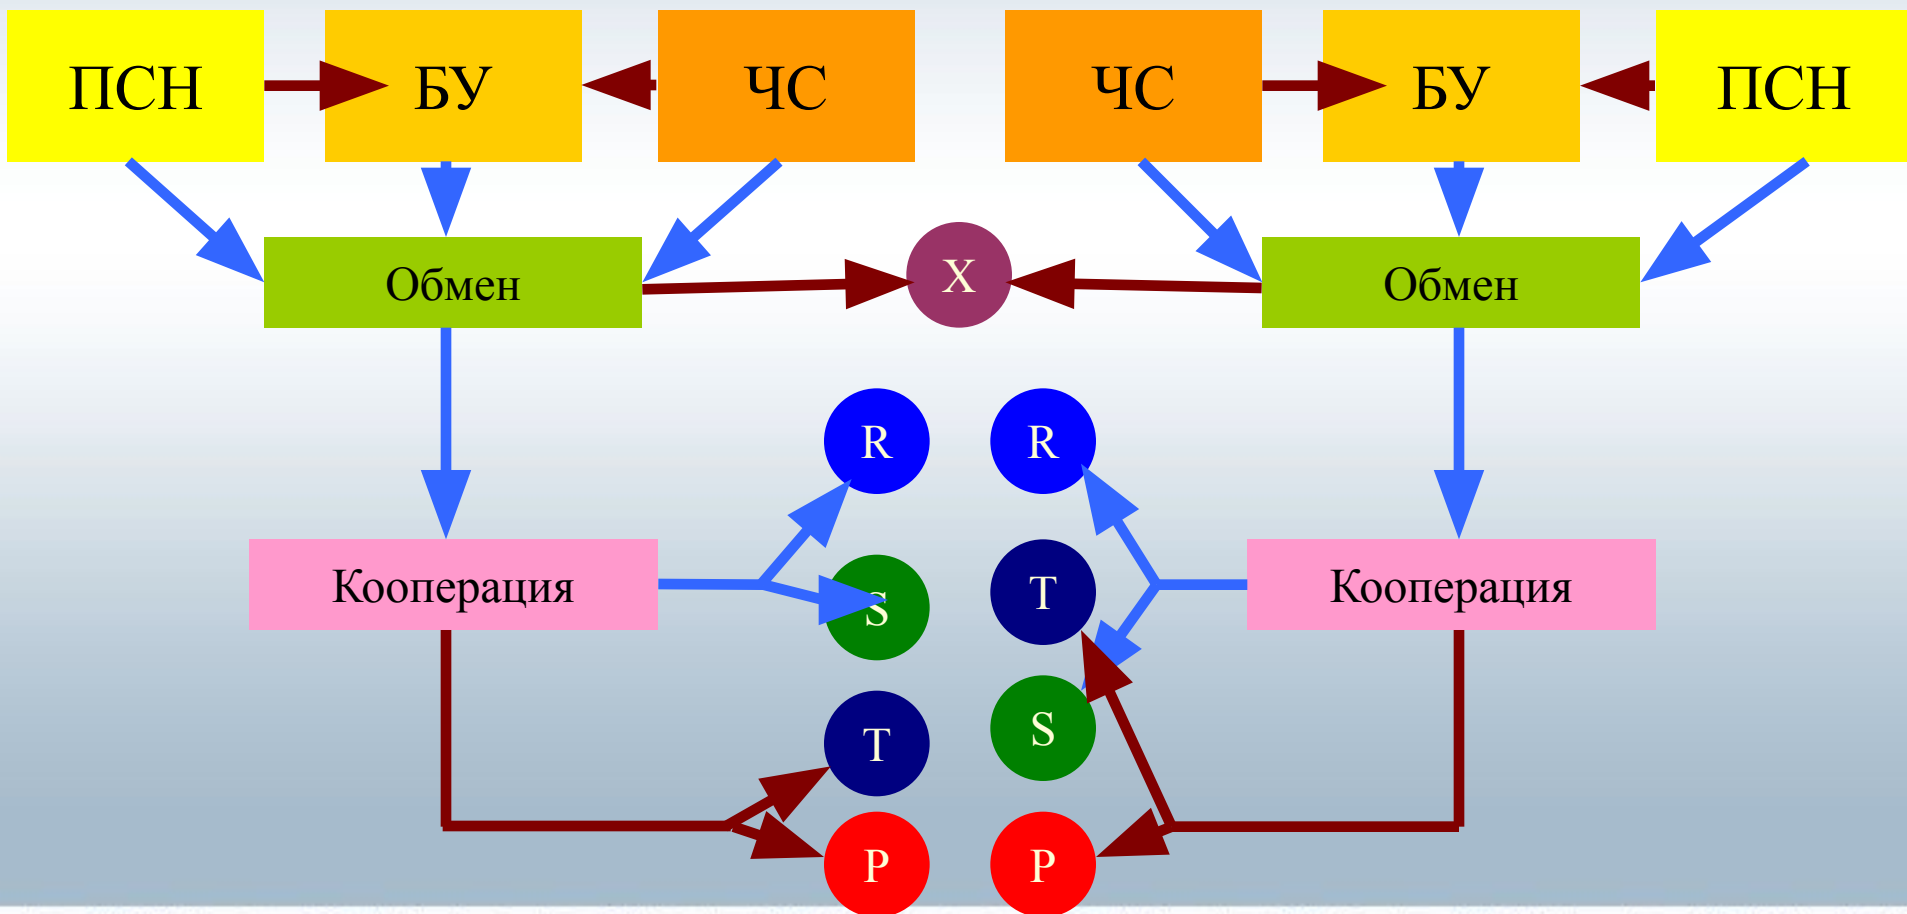 ПСН
БУ
ЧС
ЧС
БУ
ПСН
Обмен
X
Обмен
R
R
Кооперация
S
T
Кооперация
T
S
P
P